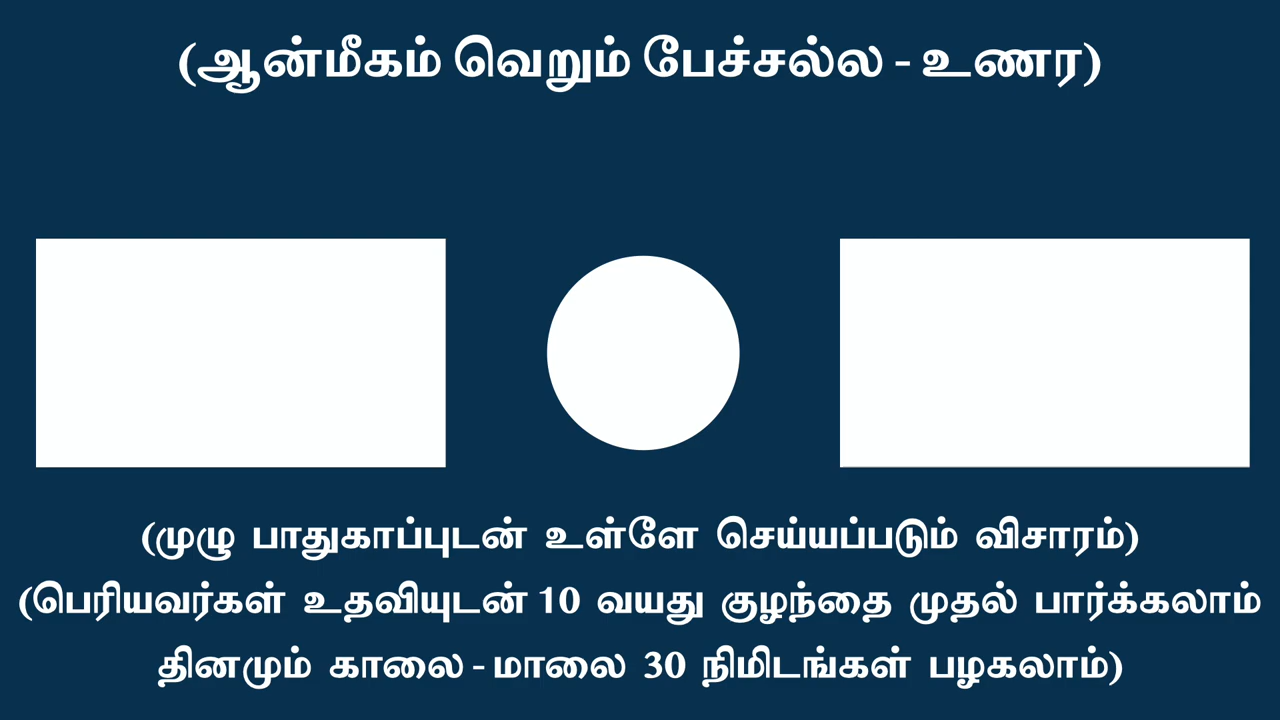 (ஆன்மீகம் வெறும் பேச்சல்ல - உணர)
(முழு பாதுகாப்புடன் உள்ளே செய்யப்படும் விசாரம்)
(பெரியவர்கள் உதவியுடன் 10 வயது குழந்தை முதல் பார்க்கலாம்
தினமும் காலை - மாலை 30 நிமிடங்கள் பழகலாம்)